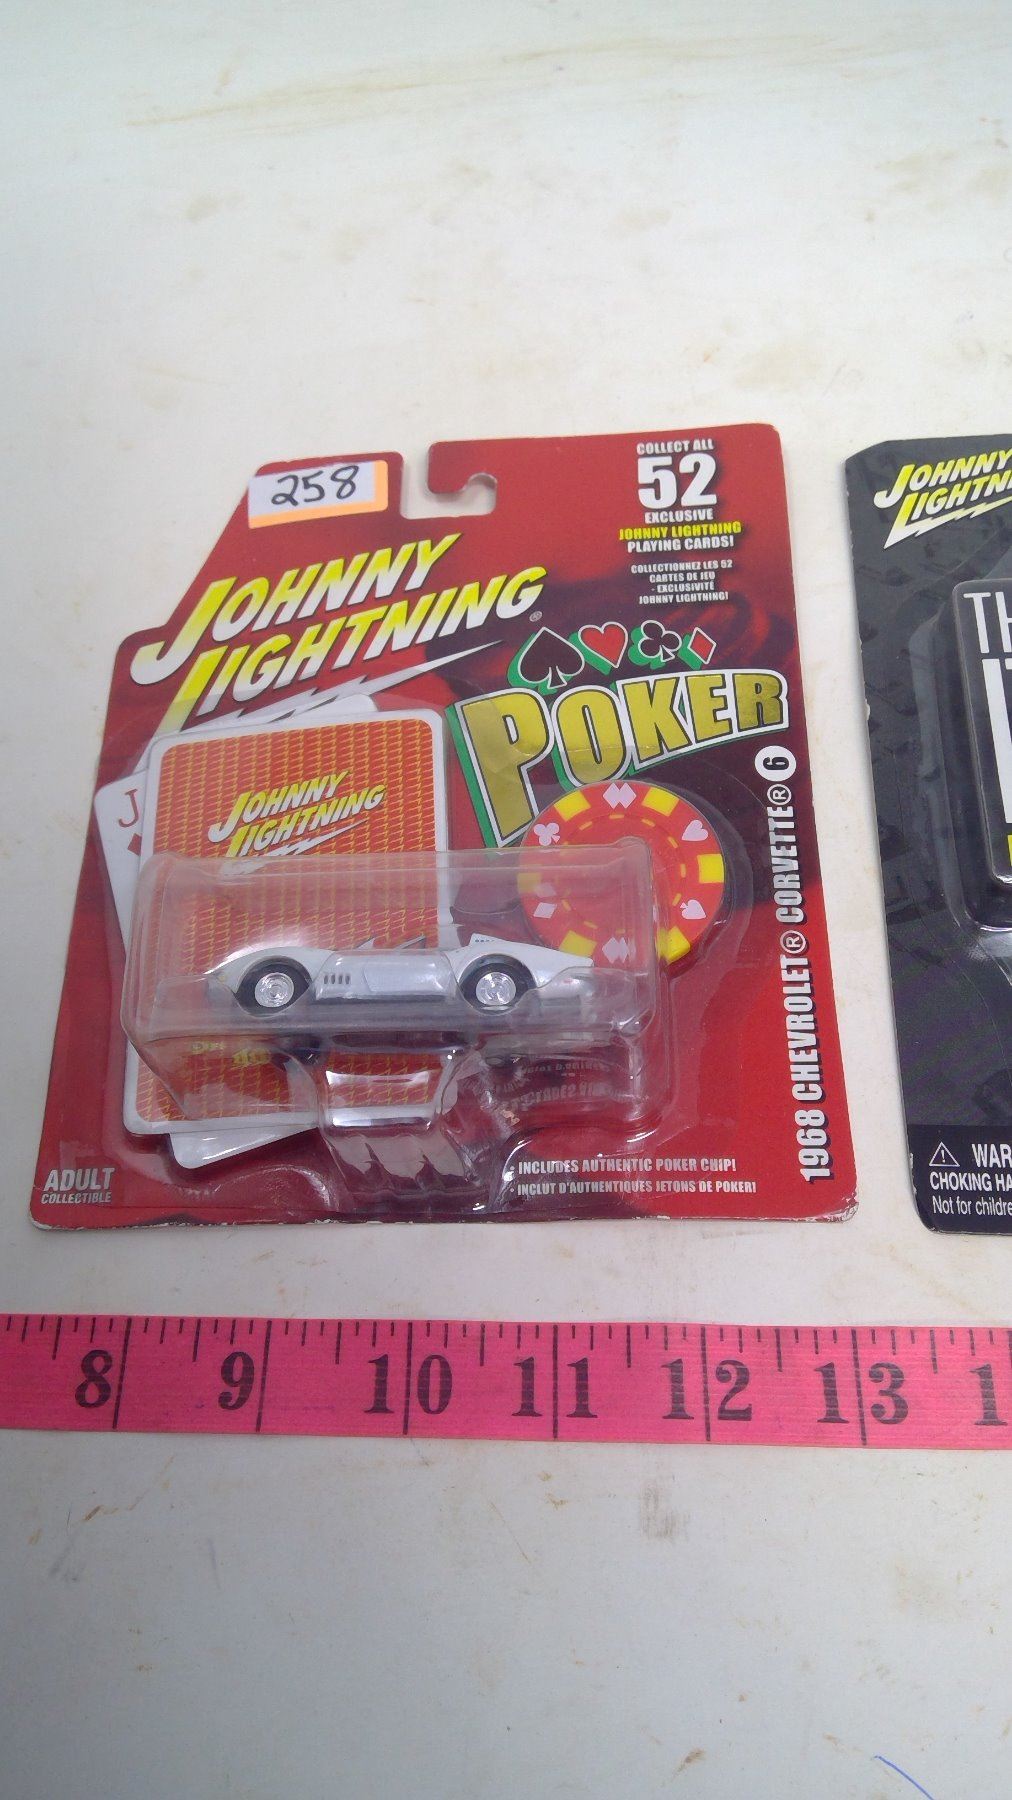 258
COLLECT ALL
52
EXCLUSIVE
JOHNNY LIGHTNING
PLAYING CARDS!
COLLECTIONNEZ LES 52
CARTES DE JEU
- EXCLUSIVITÉ
JOHNNY LIGHTNING!
JOHNNY
LIGHTNING®
POKER
J
JOHNNY
LIGHTNING
1968 CHEVROLET® CORVETTE® 6
• INCLUDES AUTHENTIC POKER CHIP!
• INCLUT D'AUTHENTIQUES JETONS DE POKER!
ADULT
COLLECTIBLE
JOHNNY
⚠ WAR
CHOKING HA
Not for childre
8 9 10 11 12 13 1